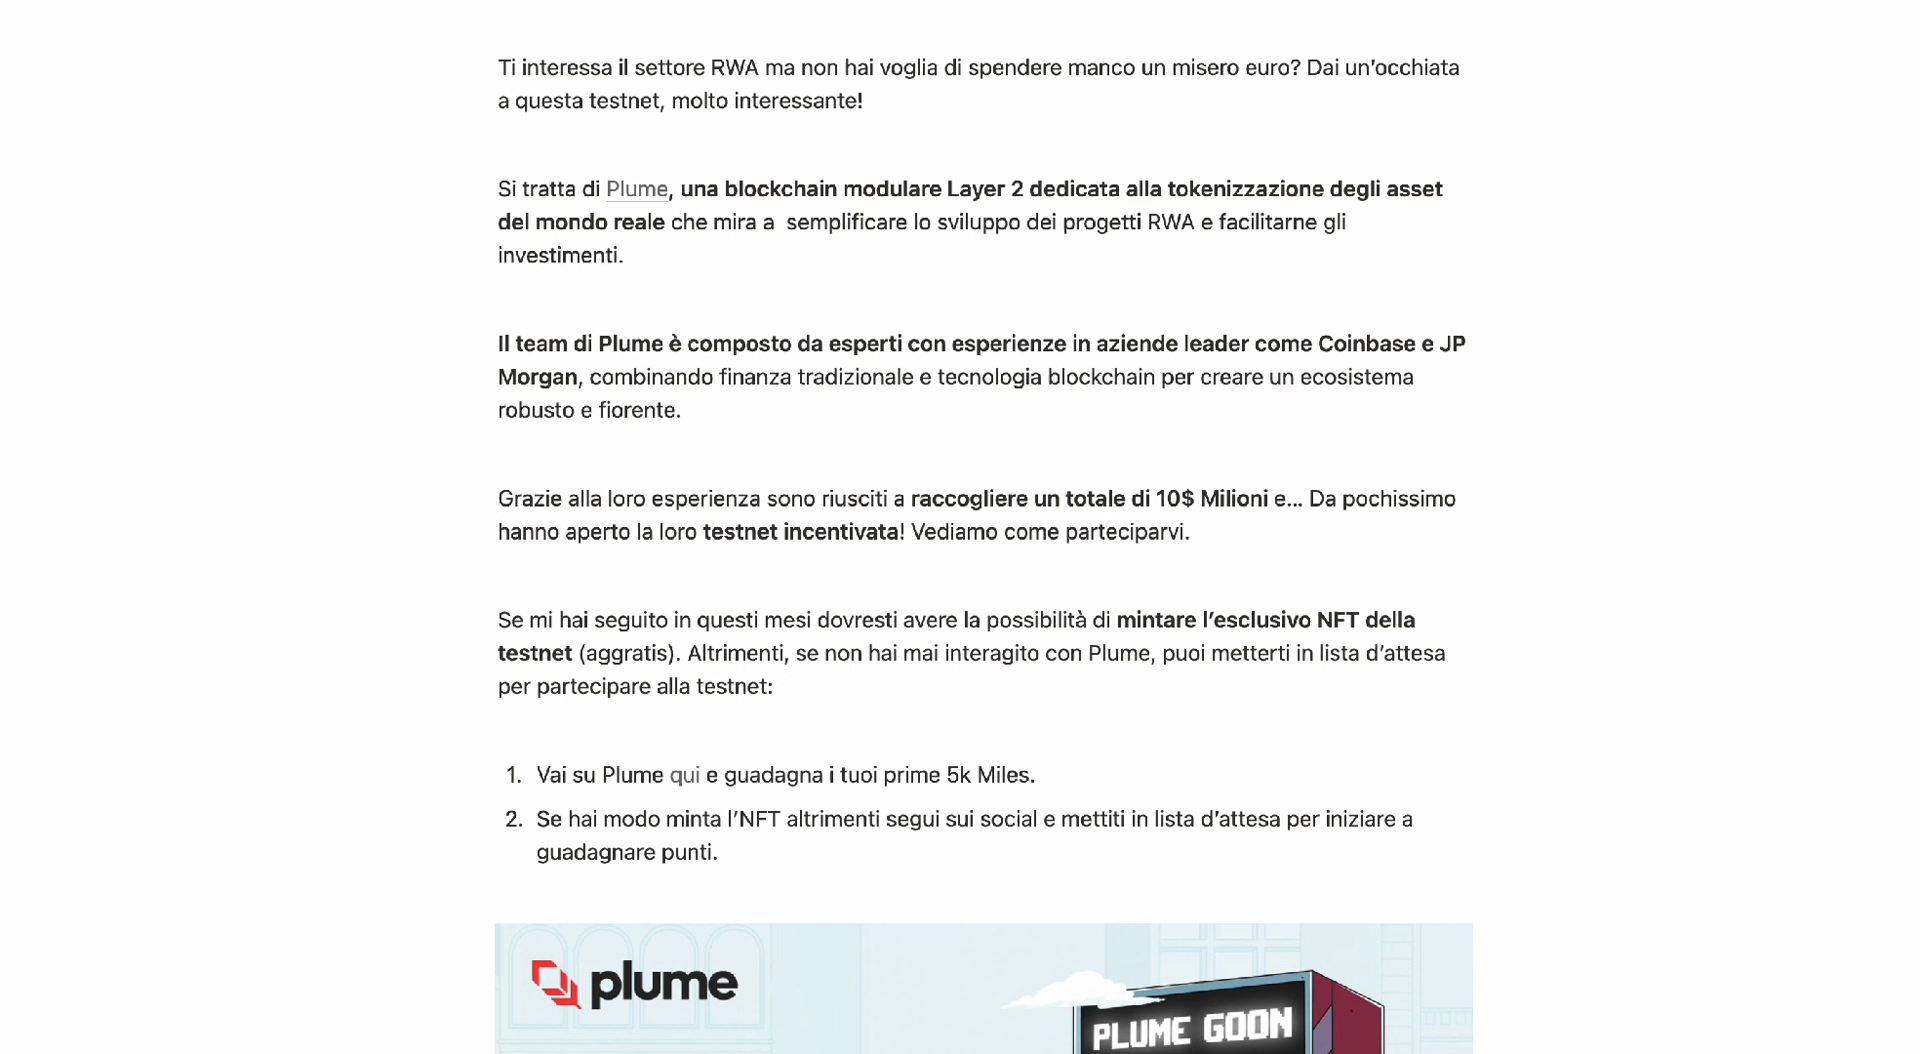 Ti interessa il settore RWA ma non hai voglia di spendere manco un misero euro? Dai un’occhiata
a questa testnet, molto interessante!
Si tratta di Plume, una blockchain modulare Layer 2 dedicata alla tokenizzazione degli asset
del mondo reale che mira a  semplificare lo sviluppo dei progetti RWA e facilitarne gli
investimenti.
Il team di Plume è composto da esperti con esperienze in aziende leader come Coinbase e JP
Morgan, combinando finanza tradizionale e tecnologia blockchain per creare un ecosistema
robusto e fiorente.
Grazie alla loro esperienza sono riusciti a raccogliere un totale di 10$ Milioni e… Da pochissimo
hanno aperto la loro testnet incentivata! Vediamo come parteciparvi.
Se mi hai seguito in questi mesi dovresti avere la possibilità di mintare l’esclusivo NFT della
testnet (aggratis). Altrimenti, se non hai mai interagito con Plume, puoi metterti in lista d’attesa
per partecipare alla testnet:
1. Vai su Plume qui e guadagna i tuoi prime 5k Miles.
2. Se hai modo minta l’NFT altrimenti segui sui social e mettiti in lista d’attesa per iniziare a
guadagnare punti.
plume
PLUME GOON